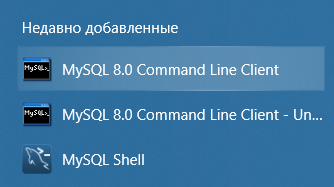 Недавно добавленные
MySQL 8.0 Command Line Client
MySQL 8.0 Command Line Client - Un...
MySQL Shell